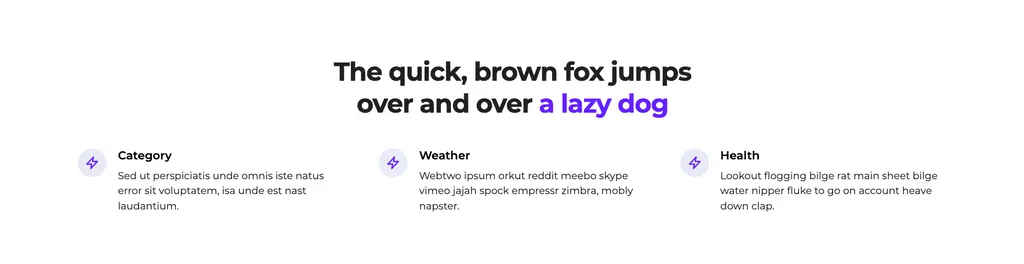 The quick, brown fox jumps
over and over a lazy dog
Category
Sed ut perspiciatis unde omnis iste natus
error sit voluptatem, isa unde est nast
laudantium.
Weather
Webtwo ipsum orkut reddit meebo skype
vimeo jajah spock empressr zimbra, mobly
napster.
Health
Lookout flogging bilge rat main sheet bilge
water nipper fluke to go on account heave
down clap.